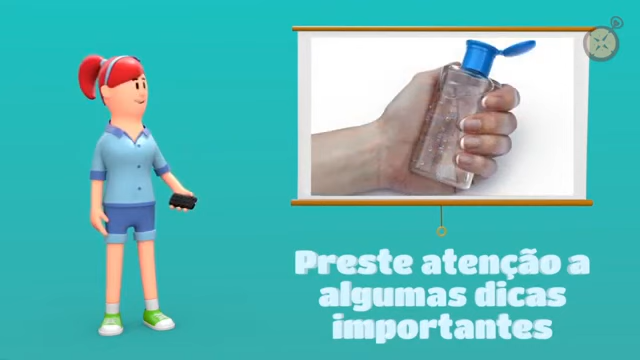 Preste atenção a
algumas dicas
importantes